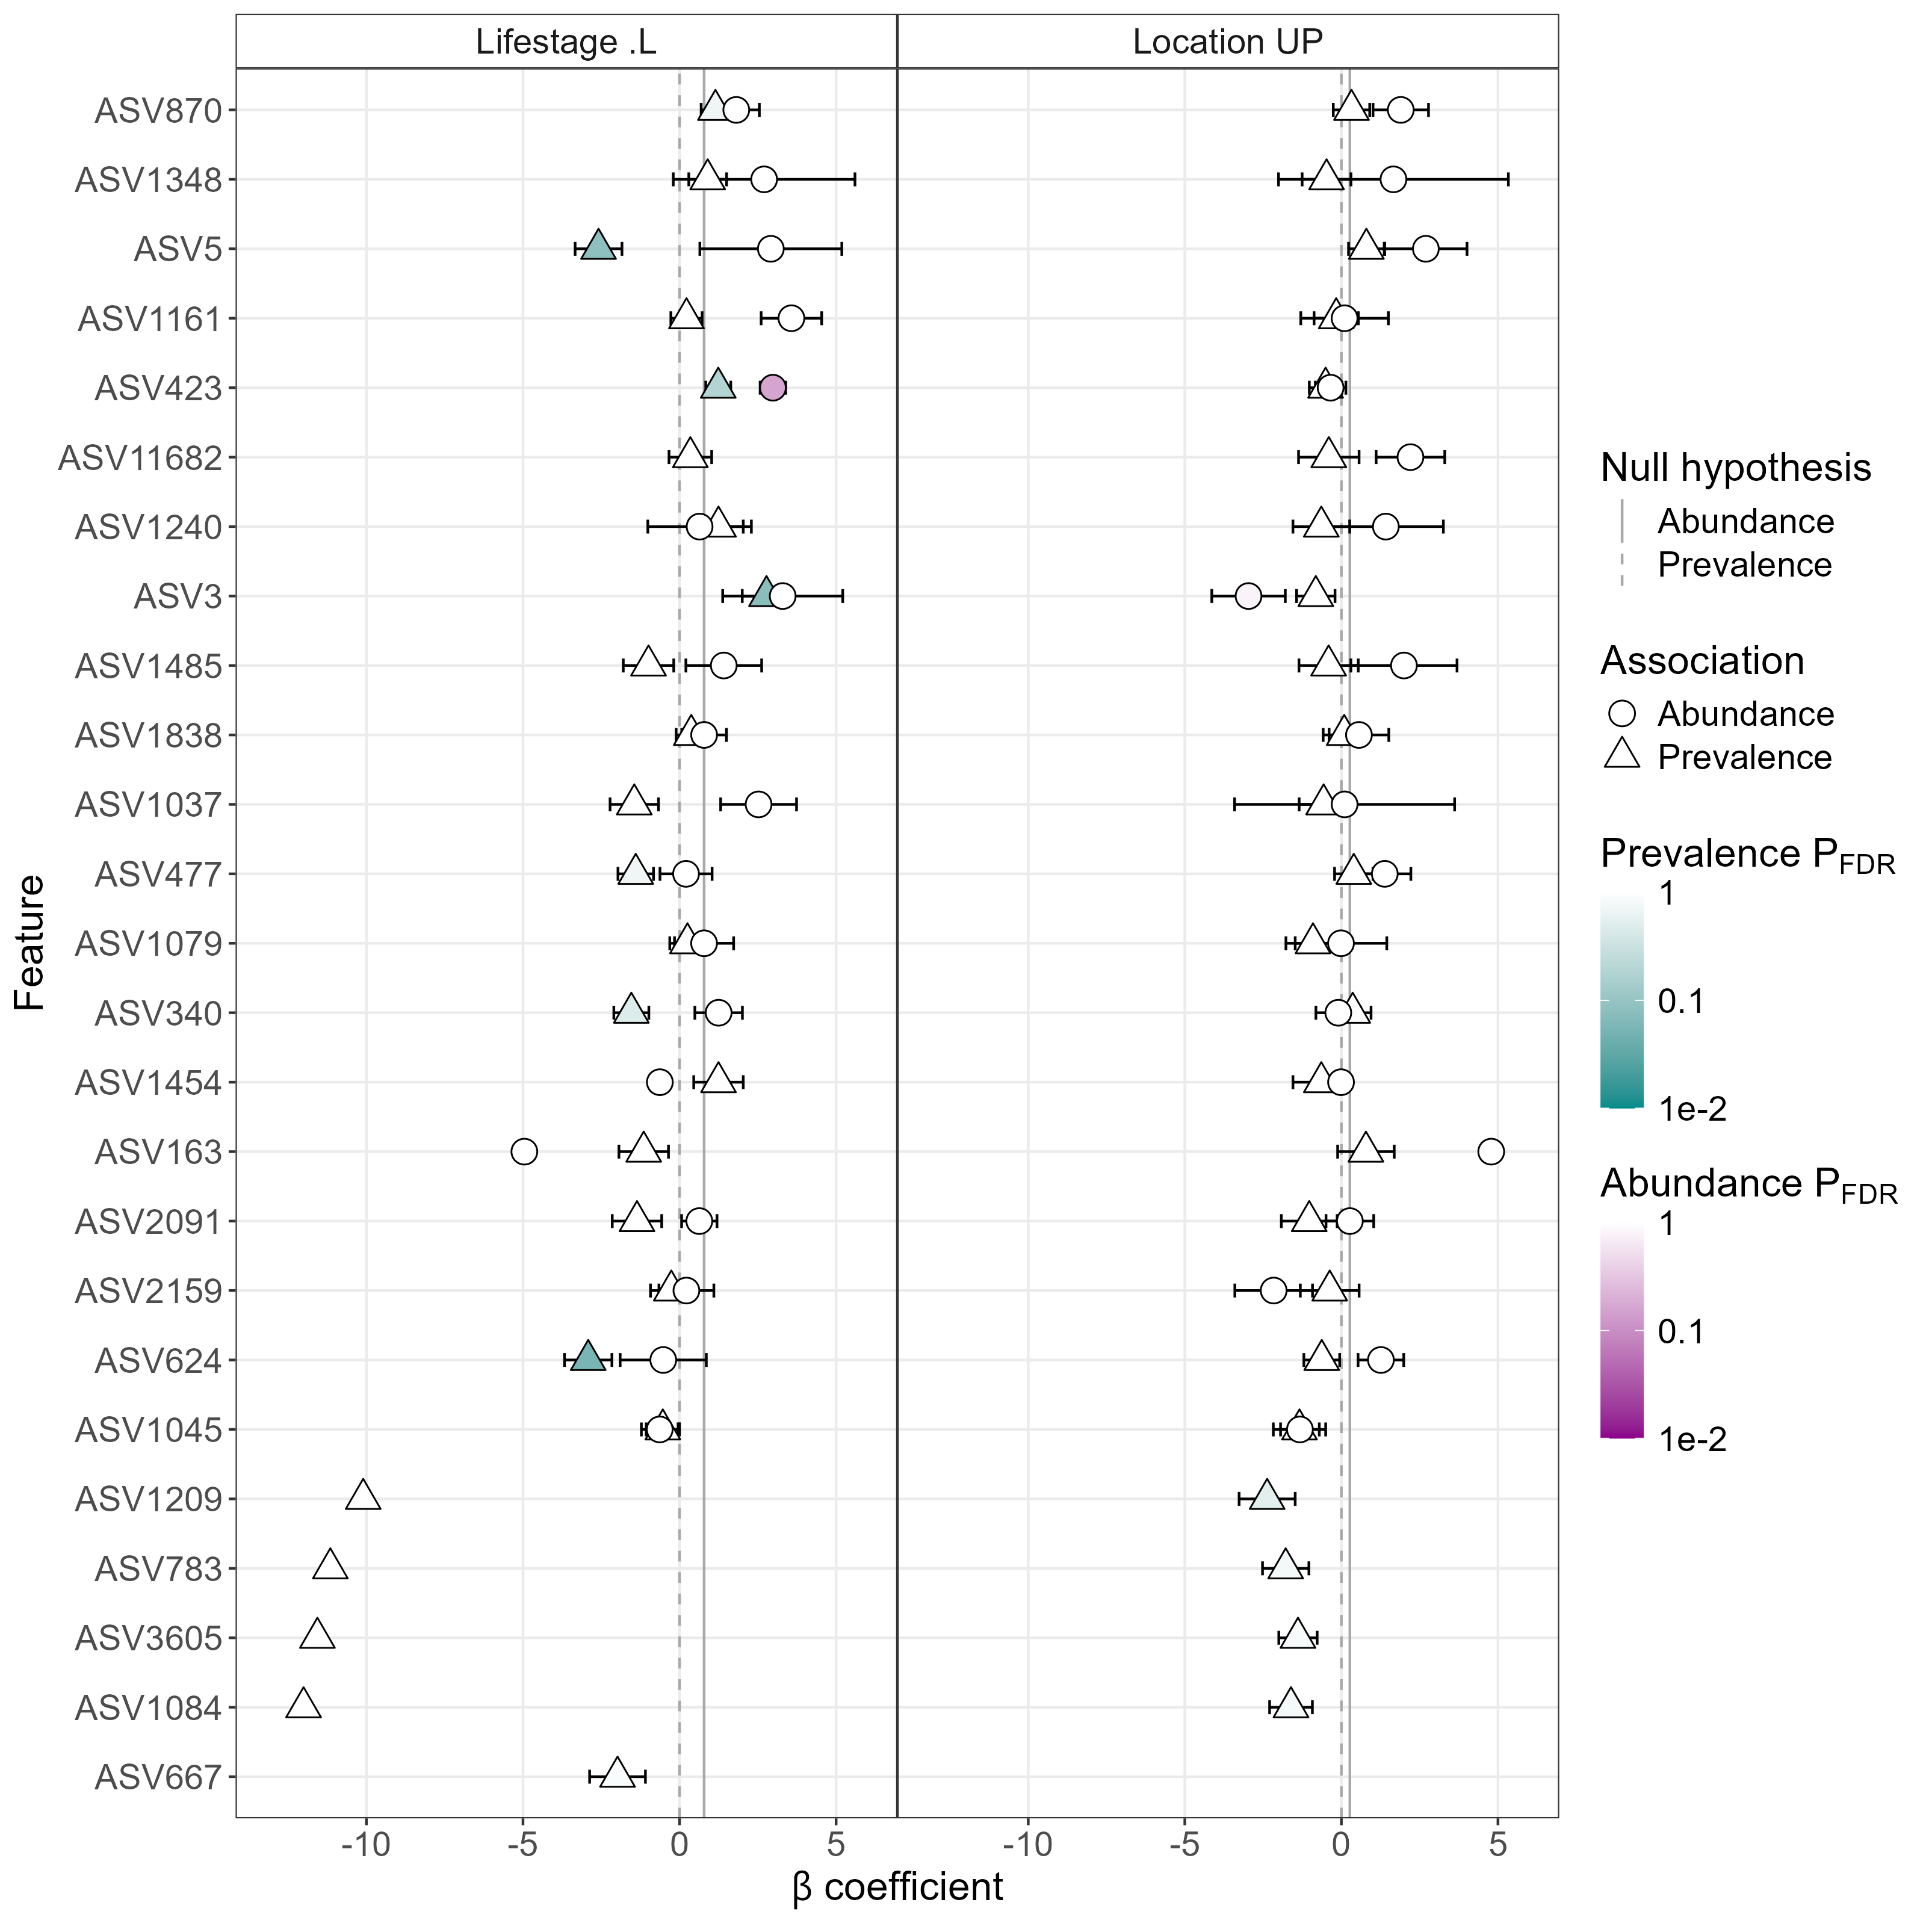 Lifestage .L
Location UP
ASV870
ASV1348
ASV5
ASV1161
ASV423
ASV11682
ASV1240
ASV3
ASV1485
ASV1838
ASV1037
ASV477
ASV1079
ASV340
ASV1454
ASV163
ASV2091
ASV2159
ASV624
ASV1045
ASV1209
ASV783
ASV3605
ASV1084
ASV667
Feature
-10 -5 0 5
-10 -5 0 5
β coefficient
Null hypothesis
Abundance
Prevalence
Association
Abundance
Prevalence
Prevalence PFDR
1
0.1
1e-2
Abundance PFDR
1
0.1
1e-2